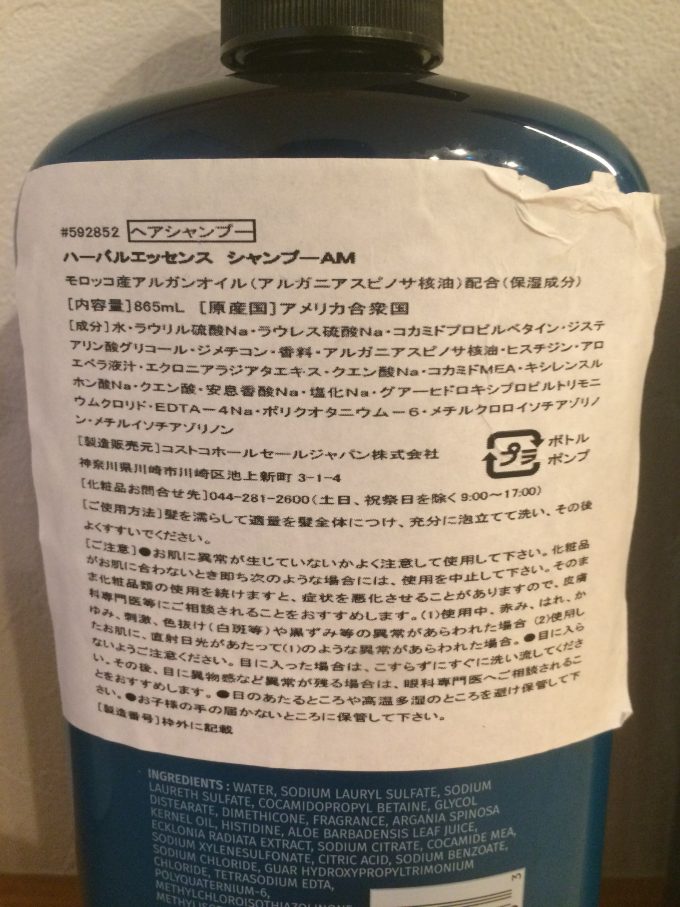 #592852 ヘアシャンプー
ハーバルエッセンス シャンプーAM
モロッコ産アルガンオイル(アルガニアスピノサ核油)配合(保湿成分)
[内容量]865mL [原産国]アメリカ合衆国
[成分]水・ラウリル硫酸Na・ラウレス硫酸Na・コカミドプロピルベタイン・ジステ
アリン酸グリコール・ジメチコン・香料・アルガニアスピノサ核油・ヒスチジン・アロ
エベラ液汁・エクロニアラジアタエキス・クエン酸Na・コカミドMEA・キシレンスル
ホン酸Na・クエン酸・安息香酸Na・塩化Na・グアーヒドロキシプロピルトリモニ
ウムクロリド・EDTA-4Na・ポリクオタニウム-6・メチルクロロイソチアゾリノ
ン・メチルイソチアゾリノン
[製造販売元]コストコホールセールジャパン株式会社
神奈川県川崎市川崎区池上新町 3-1-4
プラ ボトル
ポンプ
[化粧品お問合せ先]044-281-2600(土日、祝祭日を除く 9:00~17:00)
[ご使用方法]髪を濡らして適量を髪全体につけ、充分に泡立てて洗い、その後
よくすすいでください。
[ご注意]●お肌に異常が生じていないかよく注意して使用して下さい。化粧品
がお肌に合わないとき即ち次のような場合には、使用を中止して下さい。そのま
ま化粧品類の使用を続けますと、症状を悪化させることがありますので、皮膚
科専門医等にご相談されることをおすすめします。(1)使用中、赤み、はれ、か
ゆみ、刺激、色抜け(白斑等)や黒ずみ等の異常があらわれた場合 (2)使用し
たお肌に、直射日光があたって(1)のような異常があらわれた場合。●目に入ら
ないようご注意ください。目に入った場合は、こすらずにすぐに洗い流してくださ
い。その後、目に異物感など異常が残る場合は、眼科専門医へご相談されるこ
とをおすすめします。●日のあたるところや高温多湿のところを避け保管して下
さい。●お子様の手の届かないところに保管して下さい。
[製造番号]枠外に記載
INGREDIENTS : WATER, SODIUM LAURYL SULFATE, SODIUM
LAURETH SULFATE, COCAMIDOPROPYL BETAINE, GLYCOL
DISTEARATE, DIMETHICONE, FRAGRANCE, ARGANIA SPINOSA
KERNEL OIL, HISTIDINE, ALOE BARBADENSIS LEAF JUICE,
ECKLONIA RADIATA EXTRACT, SODIUM CITRATE, COCAMIDE MEA,
SODIUM XYLENESULFONATE, CITRIC ACID, SODIUM BENZOATE,
SODIUM CHLORIDE, GUAR HYDROXYPROPYLTRIMONIUM
CHLORIDE, TETRASODIUM EDTA,
POLYQUATERNIUM-6,